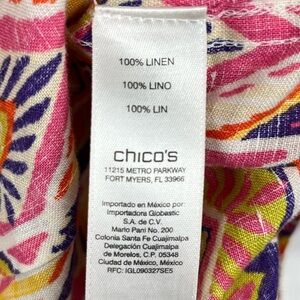 100% LINEN
100% LINO
100% LIN
chico's
11215 METRO PARKWAY
FORT MYERS, FL 33966
Importado en México por:
Importadora Globastic
S.A. de C.V.
Mario Pani No. 200
Colonia Santa Fe Cuajimalpa
Delegación Cuajimalpa
de Morelos, C.P. 05348
Ciudad de México, México
RFC: IGL090327SE5